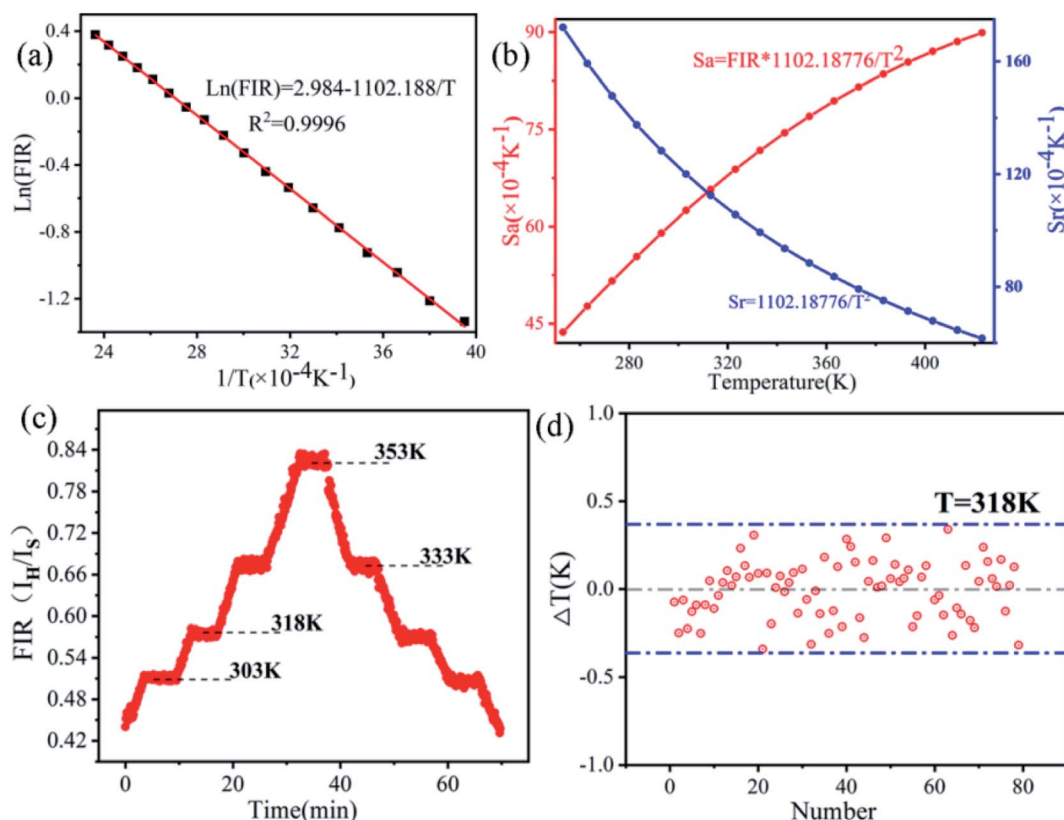 (a)
Ln(FIR)
0.4
0.0
-0.4
-0.8
-1.2
Ln(FIR)=2.984-1102.188/T
R²=0.9996
24 28 32 36 40
1/T(×10⁻⁴K⁻¹)
(b)
Sa(×10⁻⁴K⁻¹)
90
75
60
45
Sa=FIR*1102.18776/T²
Sr=1102.18776/T²
160
120
80
Sr(×10⁻⁴K⁻¹)
280 320 360 400
Temperature(K)
(c)
FIR (I_H/I_S)
0.84
0.78
0.72
0.66
0.60
0.54
0.48
0.42
353K
333K
318K
303K
0 20 40 60
Time(min)
(d)
ΔT(K)
1.0
0.5
0.0
-0.5
-1.0
T=318K
0 20 40 60 80
Number